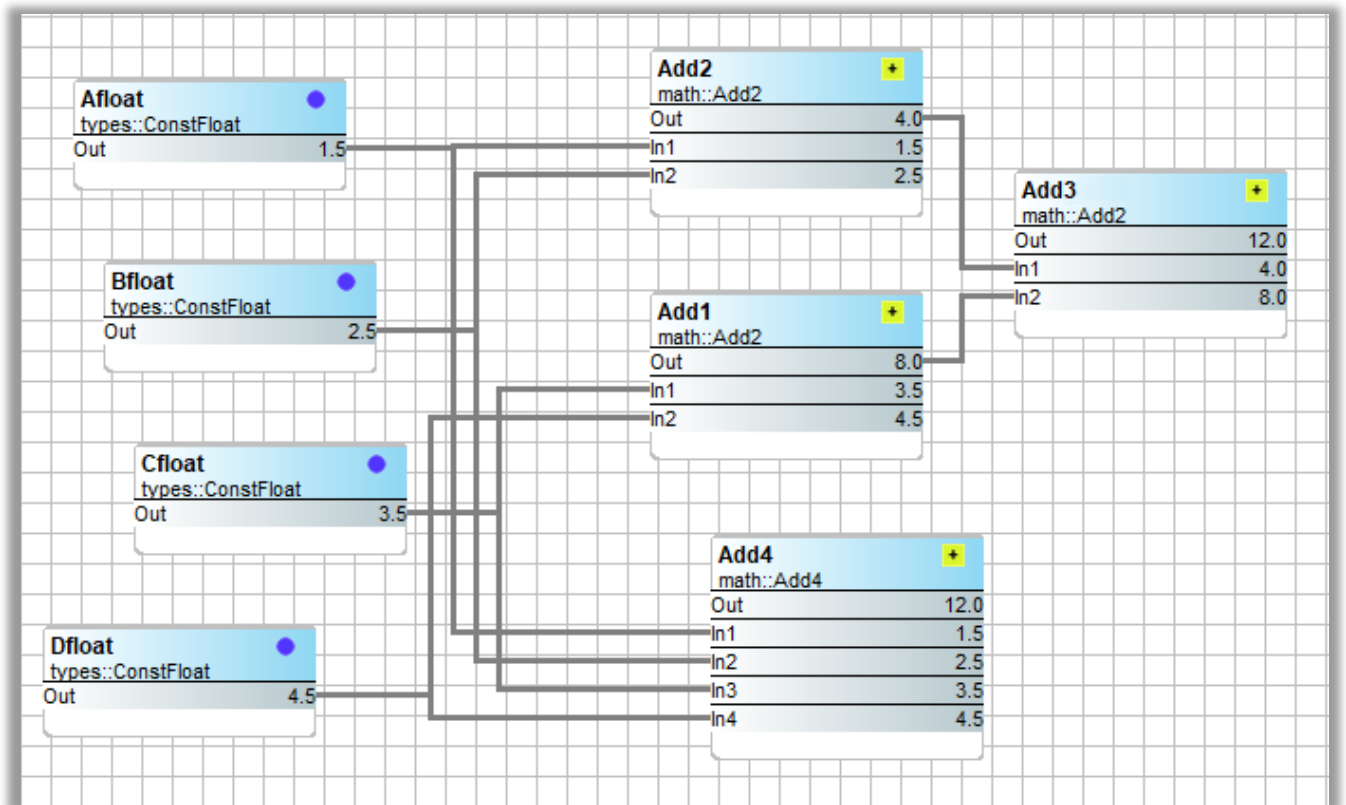 Afloat
types::ConstFloat
Out 1.5
Bfloat
types::ConstFloat
Out 2.5
Cfloat
types::ConstFloat
Out 3.5
Dfloat
types::ConstFloat
Out 4.5
Add2 +
math::Add2
Out 4.0
In1 1.5
In2 2.5
Add1 +
math::Add2
Out 8.0
In1 3.5
In2 4.5
Add4 +
math::Add4
Out 12.0
In1 1.5
In2 2.5
In3 3.5
In4 4.5
Add3 +
math::Add2
Out 12.0
In1 4.0
In2 8.0